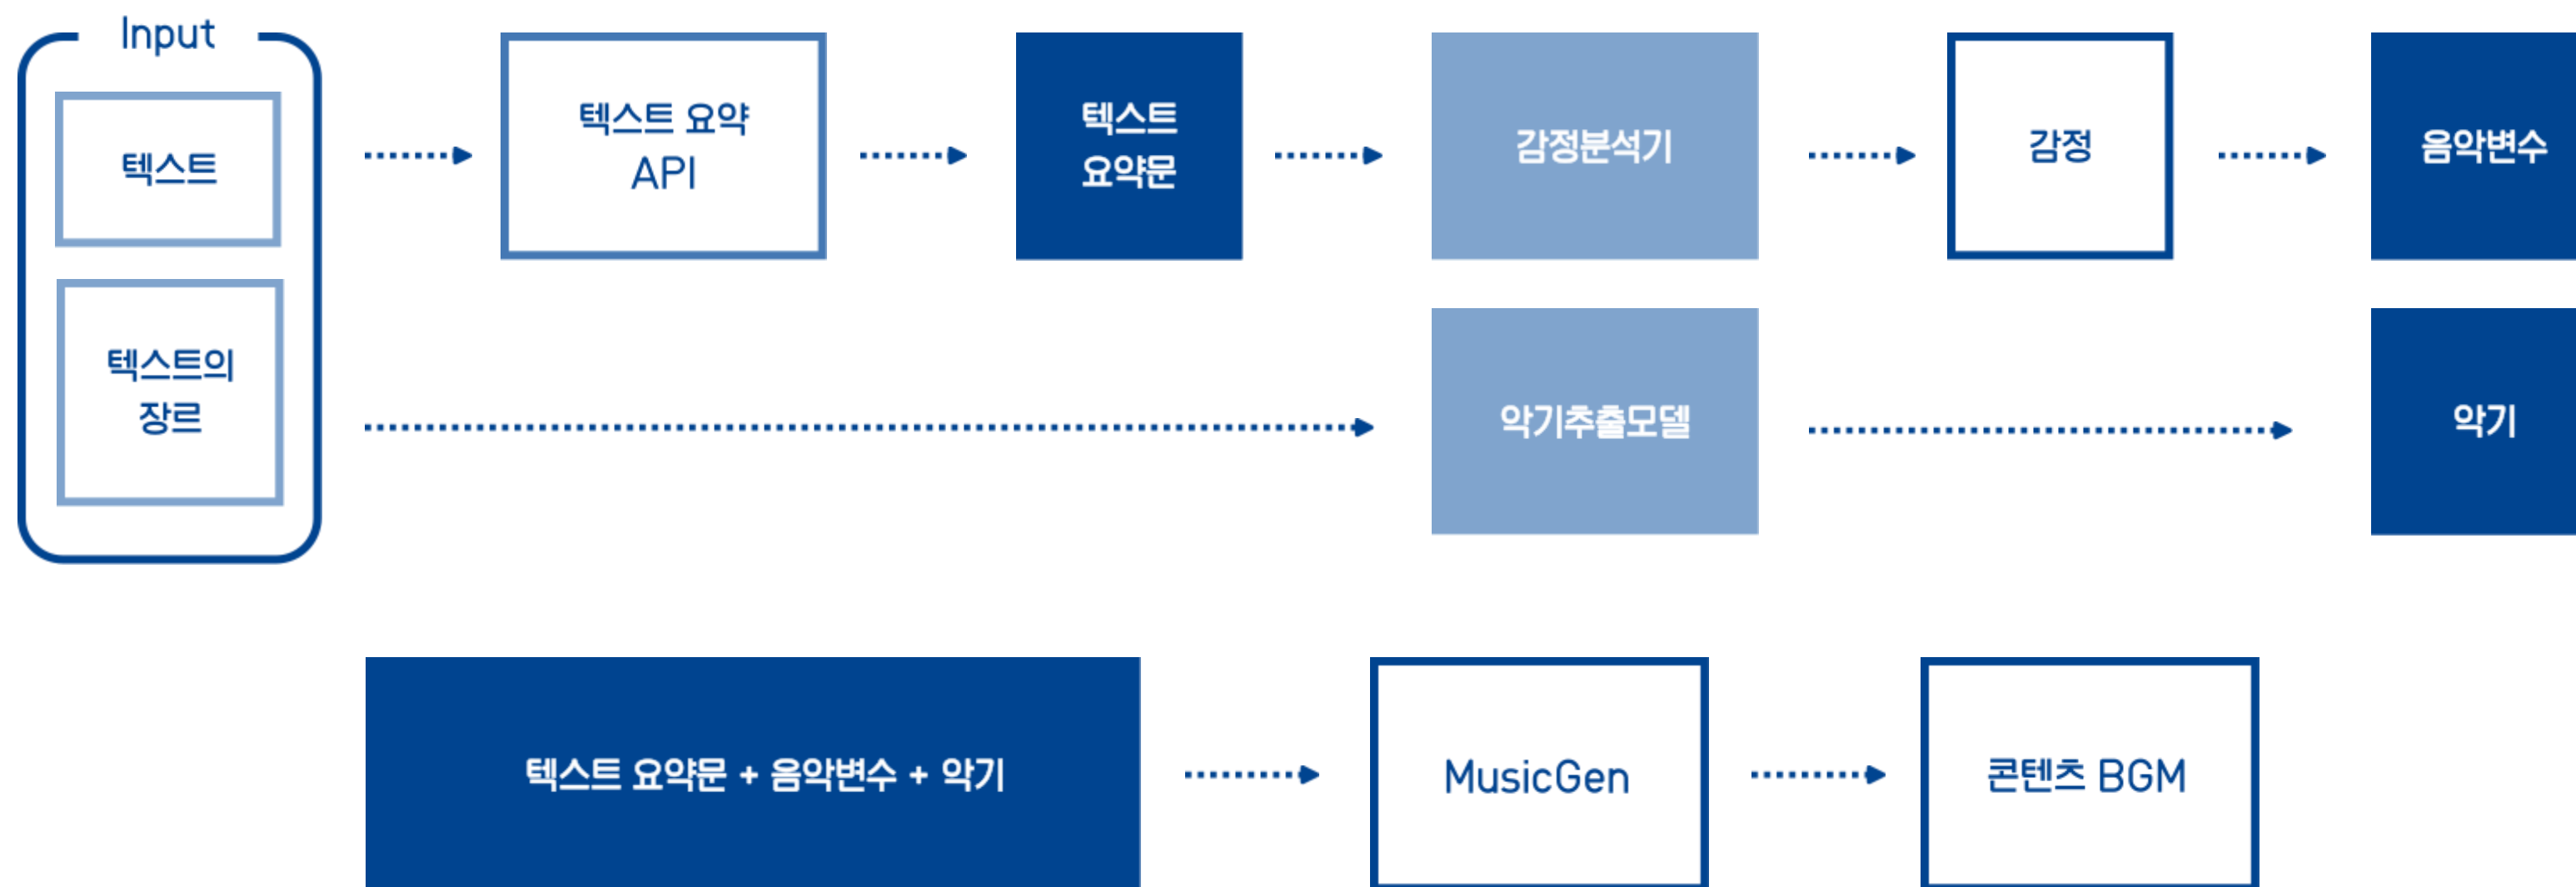 Input
텍스트
텍스트 요약
API
텍스트
요약문
감정분석기
감정
음악변수
텍스트의
장르
악기추출모델
악기
텍스트 요약문 + 음악변수 + 악기
MusicGen
콘텐츠 BGM